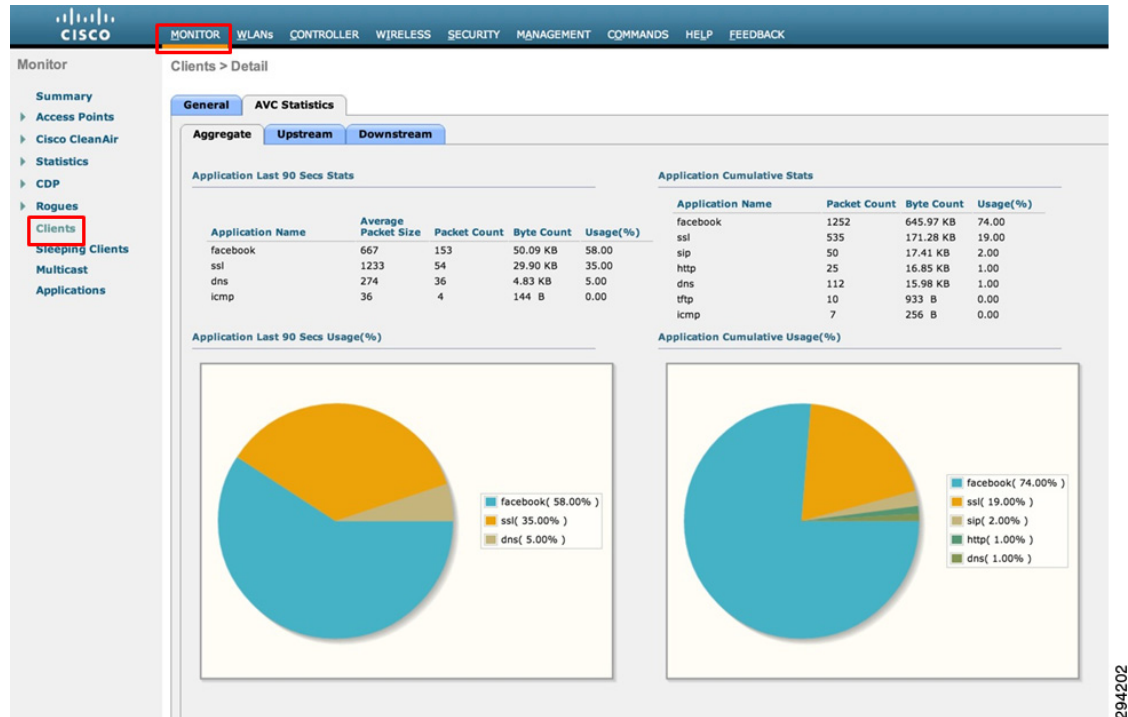 CISCO
MONITOR WLANs CONTROLLER WIRELESS SECURITY MANAGEMENT COMMANDS HELP FEEDBACK
Monitor
Summary
Access Points
Cisco CleanAir
Statistics
CDP
Rogues
Clients
Sleeping Clients
Multicast
Applications
Clients > Detail
General AVC Statistics
Aggregate Upstream Downstream
Application Last 90 Secs Stats
Application Name Average Packet Size Packet Count Byte Count Usage(%)
facebook 667 153 50.09 KB 58.00
ssl 1233 54 29.90 KB 35.00
dns 274 36 4.83 KB 5.00
icmp 36 4 144 B 0.00
Application Cumulative Stats
Application Name Packet Count Byte Count Usage(%)
facebook 1252 645.97 KB 74.00
ssl 535 171.28 KB 19.00
sip 50 17.41 KB 2.00
http 25 16.85 KB 1.00
dns 112 15.98 KB 1.00
tftp 10 933 B 0.00
icmp 7 256 B 0.00
Application Last 90 Secs Usage(%)
facebook( 58.00% )
ssl( 35.00% )
dns( 5.00% )
Application Cumulative Usage(%)
facebook( 74.00% )
ssl( 19.00% )
sip( 2.00% )
http( 1.00% )
dns( 1.00% )
294202